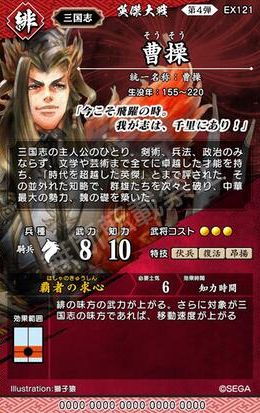 緋
三国志
英傑大戦
第4弾
EX121
そうそう
曹操
統一名称：曹操
生没年：155～220
「今こそ飛躍の時。
我が志は、千里にあり！」
三国志の主人公のひとり。剣術、兵法、政治のみ
ならず、文学や芸術まで全てに卓越した才能を持
ち、「時代を超越した英傑」とまで評された。そ
の並外れた知略で、群雄たちを次々と破り、中華
最大の勢力、魏の礎を築いた。
兵種 武力 知力 武将コスト
騎兵 8 10 特技 伏兵 復活 昂揚
はしゃのきゅうしん 必要士気 効果時間
覇者の求心 6 知力時間
効果範囲
緋の味方の武力が上がる。さらに対象が三
国志の味方であれば、移動速度が上がる
Illustration:獅子猿
©SEGA
0000-0000-0000-0000-0000